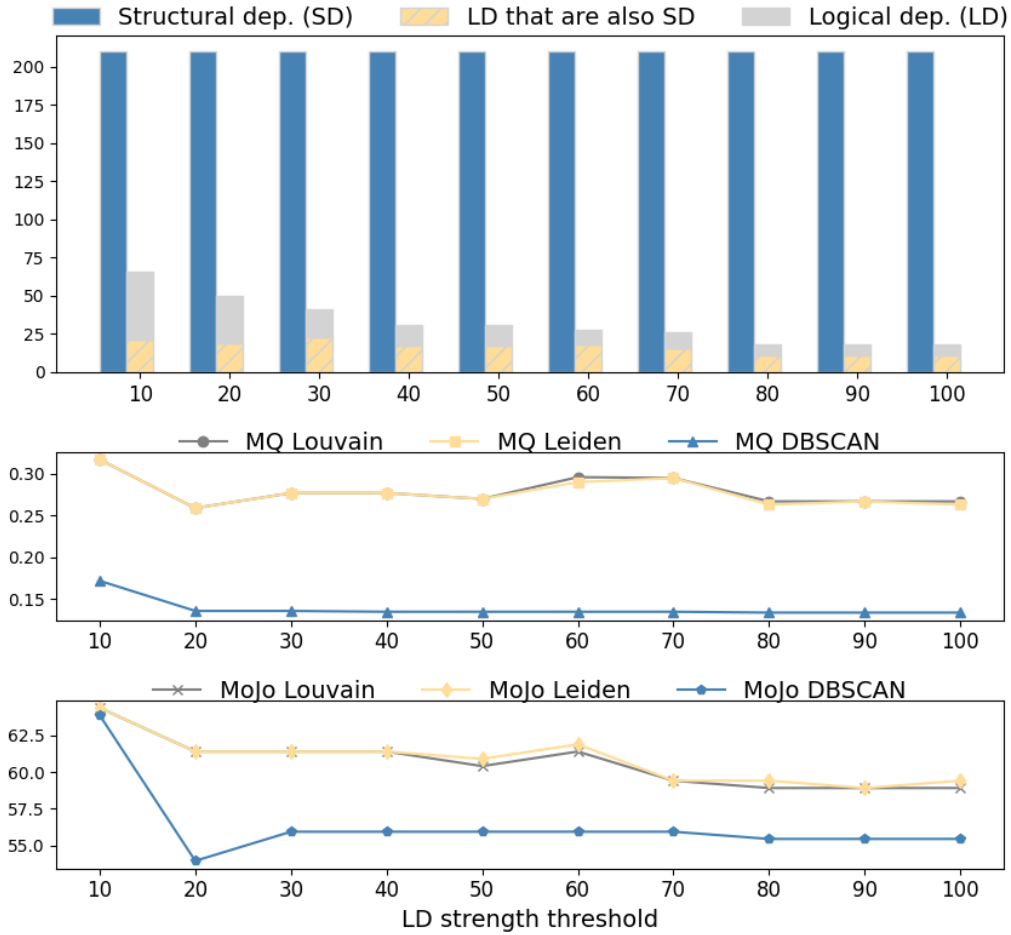 Structural dep. (SD) LD that are also SD Logical dep. (LD)
200
175
150
125
100
75
50
25
0
10 20 30 40 50 60 70 80 90 100
MQ Louvain MQ Leiden MQ DBSCAN
0.30
0.25
0.20
0.15
10 20 30 40 50 60 70 80 90 100
MoJo Louvain MoJo Leiden MoJo DBSCAN
62.5
60.0
57.5
55.0
10 20 30 40 50 60 70 80 90 100
LD strength threshold